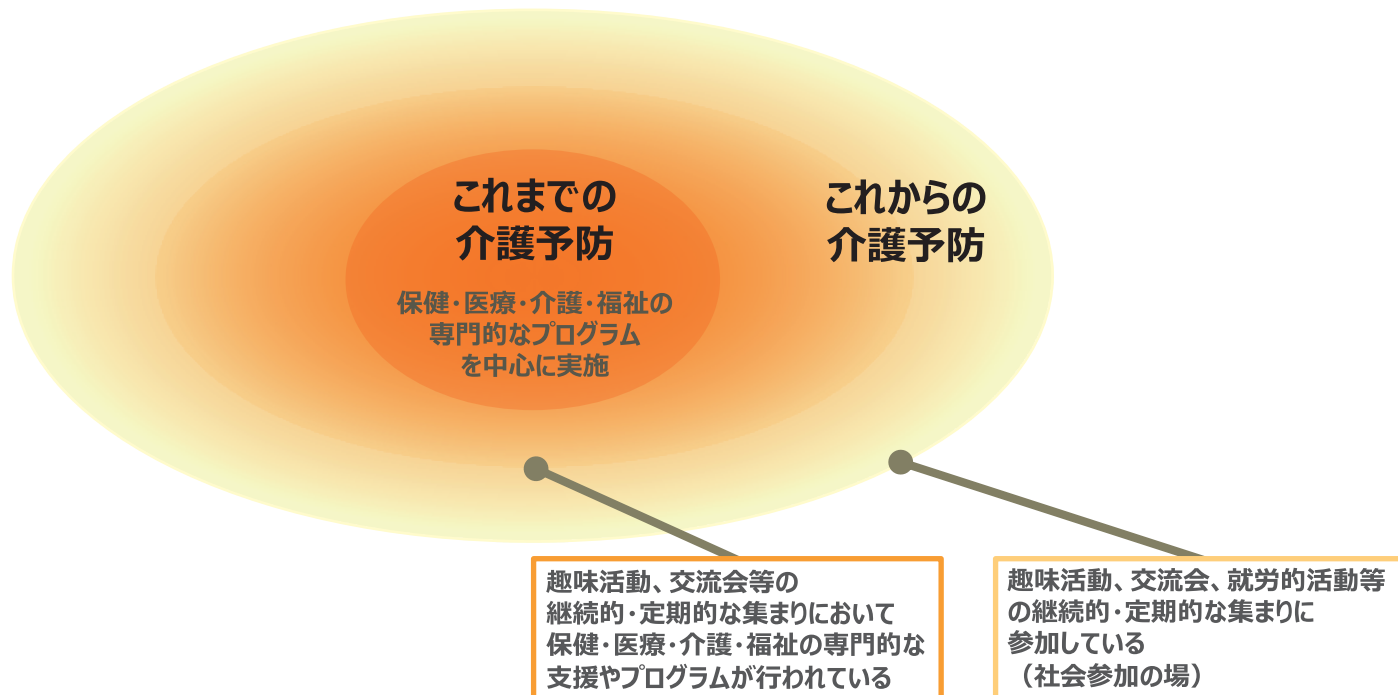 これまでの
介護予防
保健・医療・介護・福祉の
専門的なプログラム
を中心に実施
これからの
介護予防
趣味活動、交流会等の
継続的・定期的な集まりにおいて
保健・医療・介護・福祉の専門的な
支援やプログラムが行われている
趣味活動、交流会、就労的活動等
の継続的・定期的な集まりに
参加している
（社会参加の場）